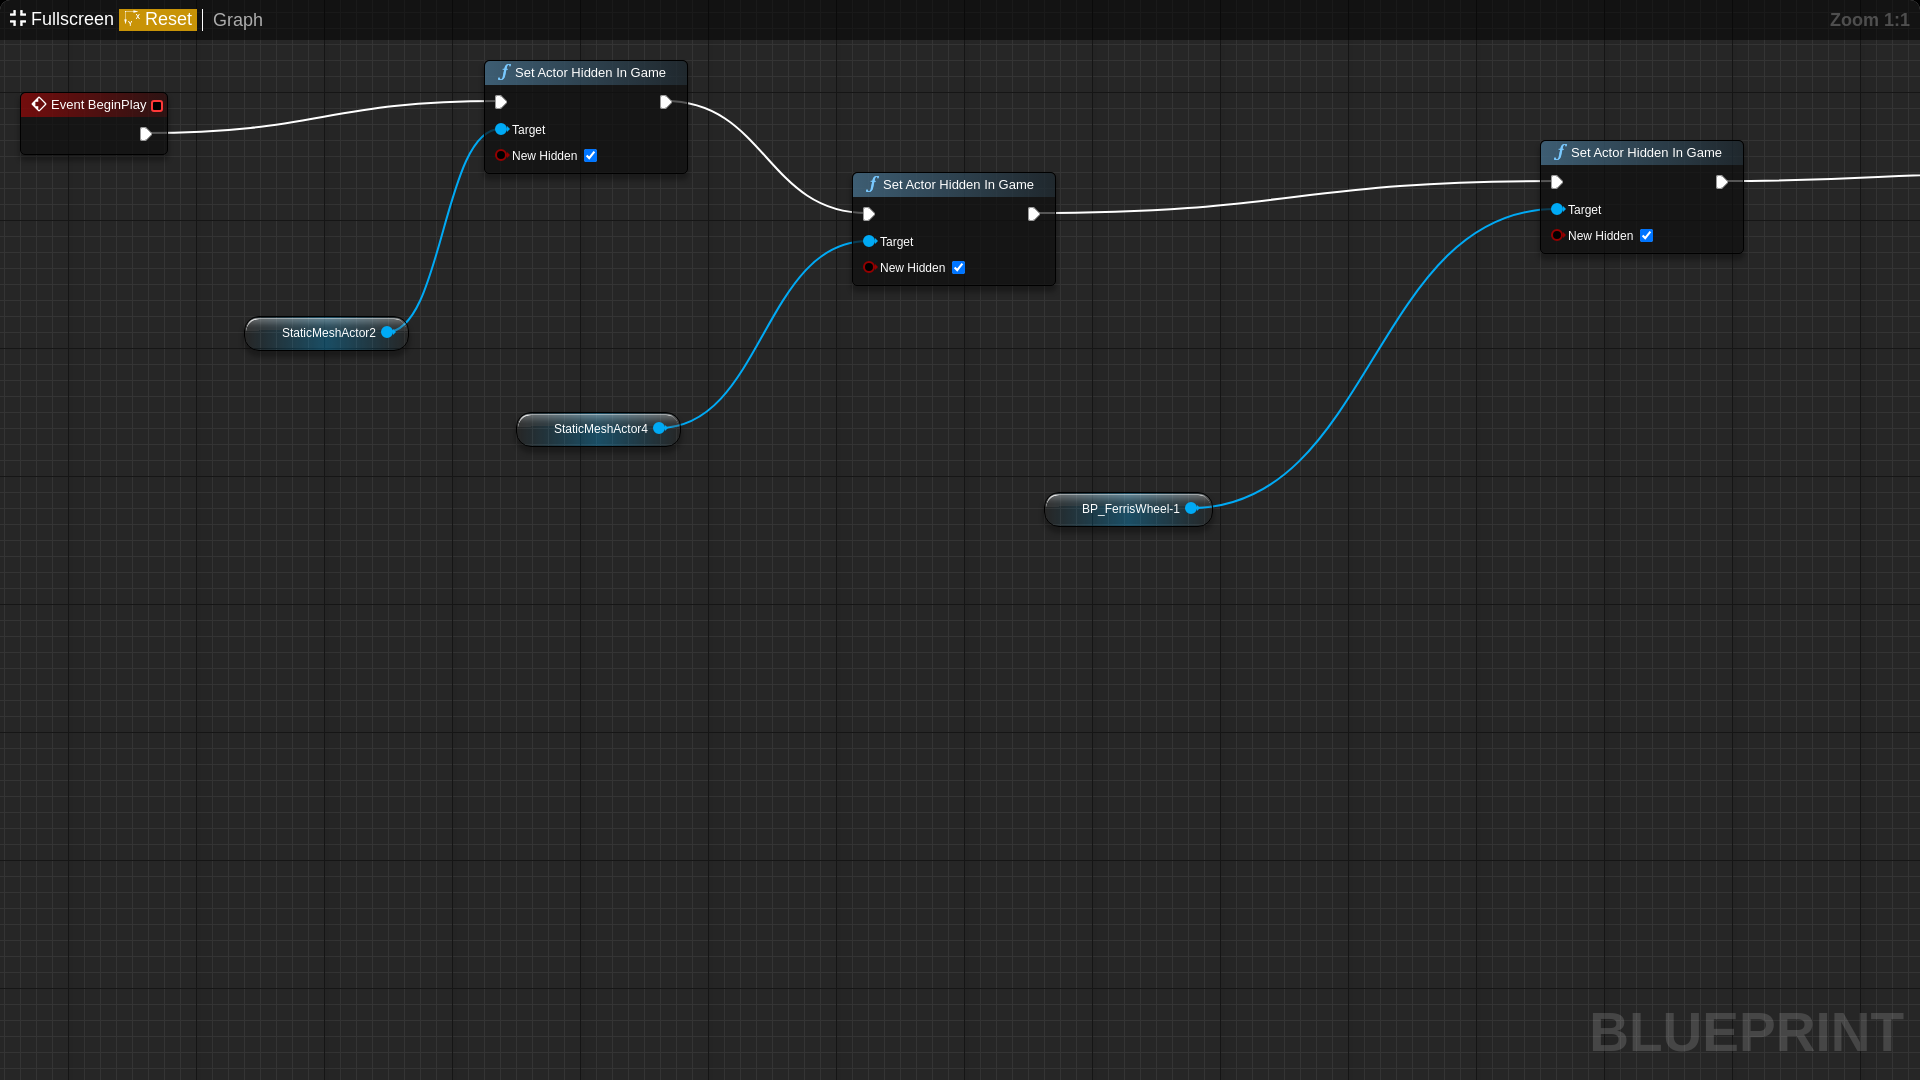 Fullscreen Reset Graph
Zoom 1:1
Set Actor Hidden In Game
Target
New Hidden
Event BeginPlay
Set Actor Hidden In Game
Target
New Hidden
Set Actor Hidden In Game
Target
New Hidden
StaticMeshActor2
StaticMeshActor4
BP_FerrisWheel-1
BLUEPRINT